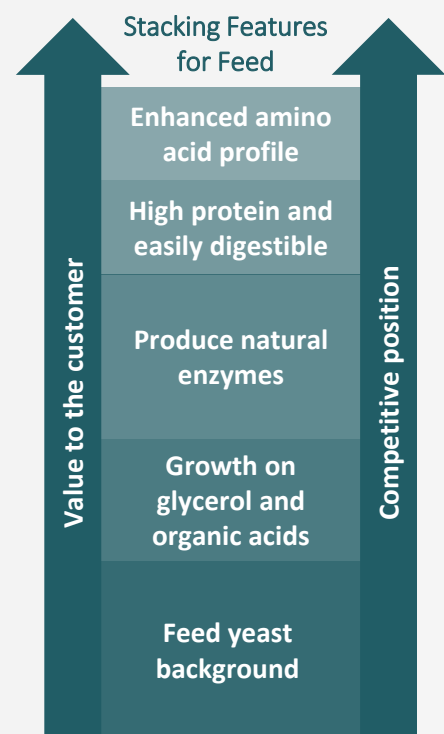 Stacking Features
for Feed
Enhanced amino
acid profile
High protein and
easily digestible
Produce natural
enzymes
Growth on
glycerol and
organic acids
Feed yeast
background
Value to the customer
Competitive position